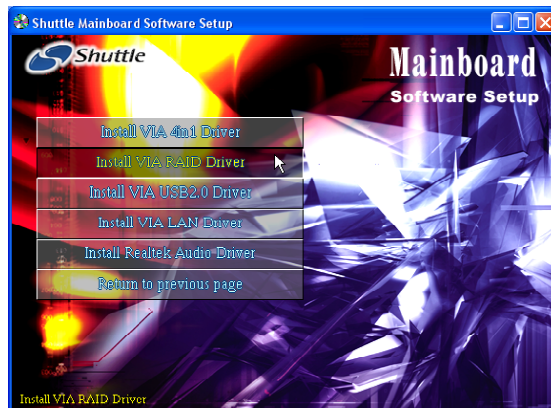 Shuttle Mainboard Software Setup
Shuttle
Mainboard
Software Setup
Install VIA 4in1 Driver
Install VIA RAID Driver
Install VIA USB2.0 Driver
Install VIA LAN Driver
Install Realtek Audio Driver
Return to previous page
Install VIA RAID Driver